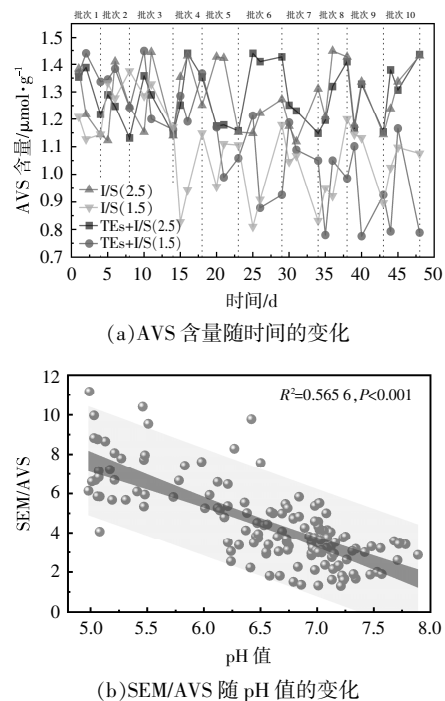 批次 1 批次 2 批次 3 批次 4 批次 5 批次 6 批次 7 批次 8 批次 9 批次 10
AVS 含量/μmol·g⁻¹
1.5
1.4
1.3
1.2
1.1
1.0
0.9
0.8
0.7
I/S(2.5)
I/S(1.5)
TEs+I/S(2.5)
TEs+I/S(1.5)
0 5 10 15 20 25 30 35 40 45 50
时间/d
(a)AVS 含量随时间的变化
R²=0.565 6,P<0.001
SEM/AVS
12
10
8
6
4
2
0
5.0 5.5 6.0 6.5 7.0 7.5 8.0
pH 值
(b)SEM/AVS 随 pH 值的变化